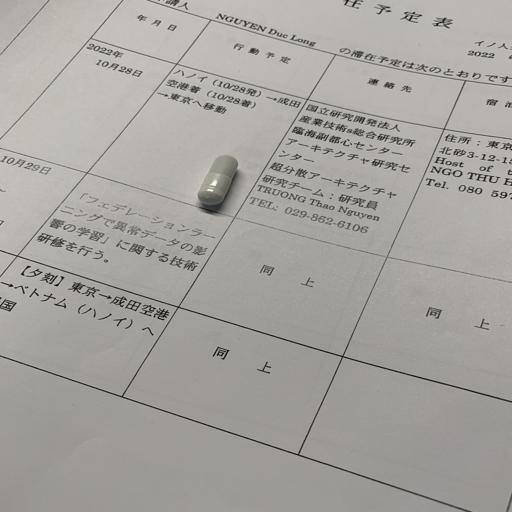 任予定表
請人
NGUYEN Duc Long
の滞在予定は次のとおりです
2022
年月日
行動予定
連絡先
宿
2022年
10月28日
ハノイ（10/28発）→成田
空港着（10/28着）
→東京へ移動
国立研究開発法人
産業技術s総合研究所
臨海副都心センター
アーキテクチャ研究セ
ンター
超分散アーキテクチャ
研究チーム：研究員
TRUONG Thao Nguyen
TEL: 029-862-6106
住所：東京
北砂3-12-1
Host of t
NGO THU H
Tel. 080 597
10月29日
～
「フェデレーションラー
ニングで異常データの影
響の学習」に関する技術
研修を行う。
同上
同上
【夕刻】東京→成田空港
→ベトナム（ハノイ）へ
国
同上